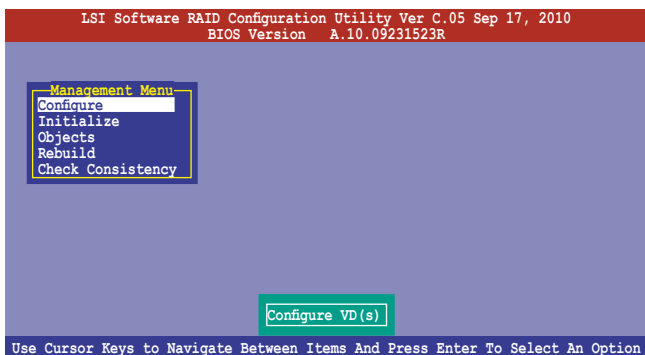 LSI Software RAID Configuration Utility Ver C.05 Sep 17, 2010
BIOS Version A.10.09231523R
Management Menu
Configure
Initialize
Objects
Rebuild
Check Consistency
Configure VD(s)
Use Cursor Keys to Navigate Between Items And Press Enter To Select An Option